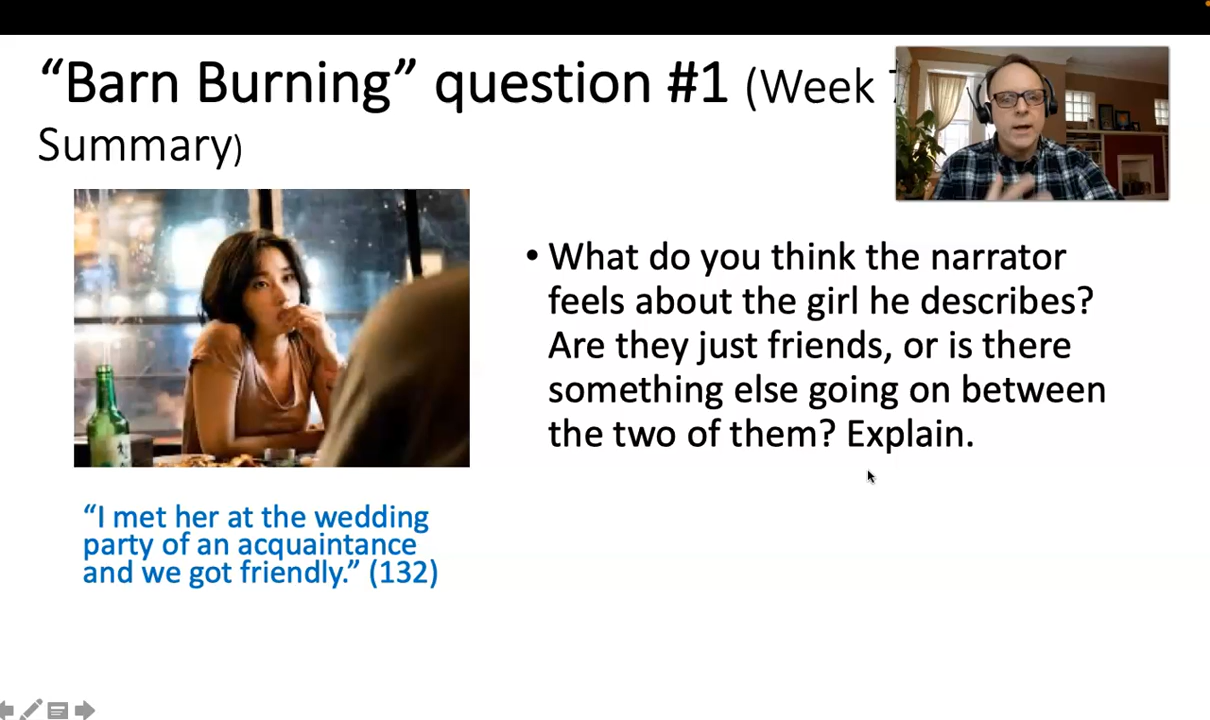 “Barn Burning” question #1 (Week
Summary)
• What do you think the narrator
feels about the girl he describes?
Are they just friends, or is there
something else going on between
the two of them? Explain.
“I met her at the wedding
party of an acquaintance
and we got friendly.” (132)